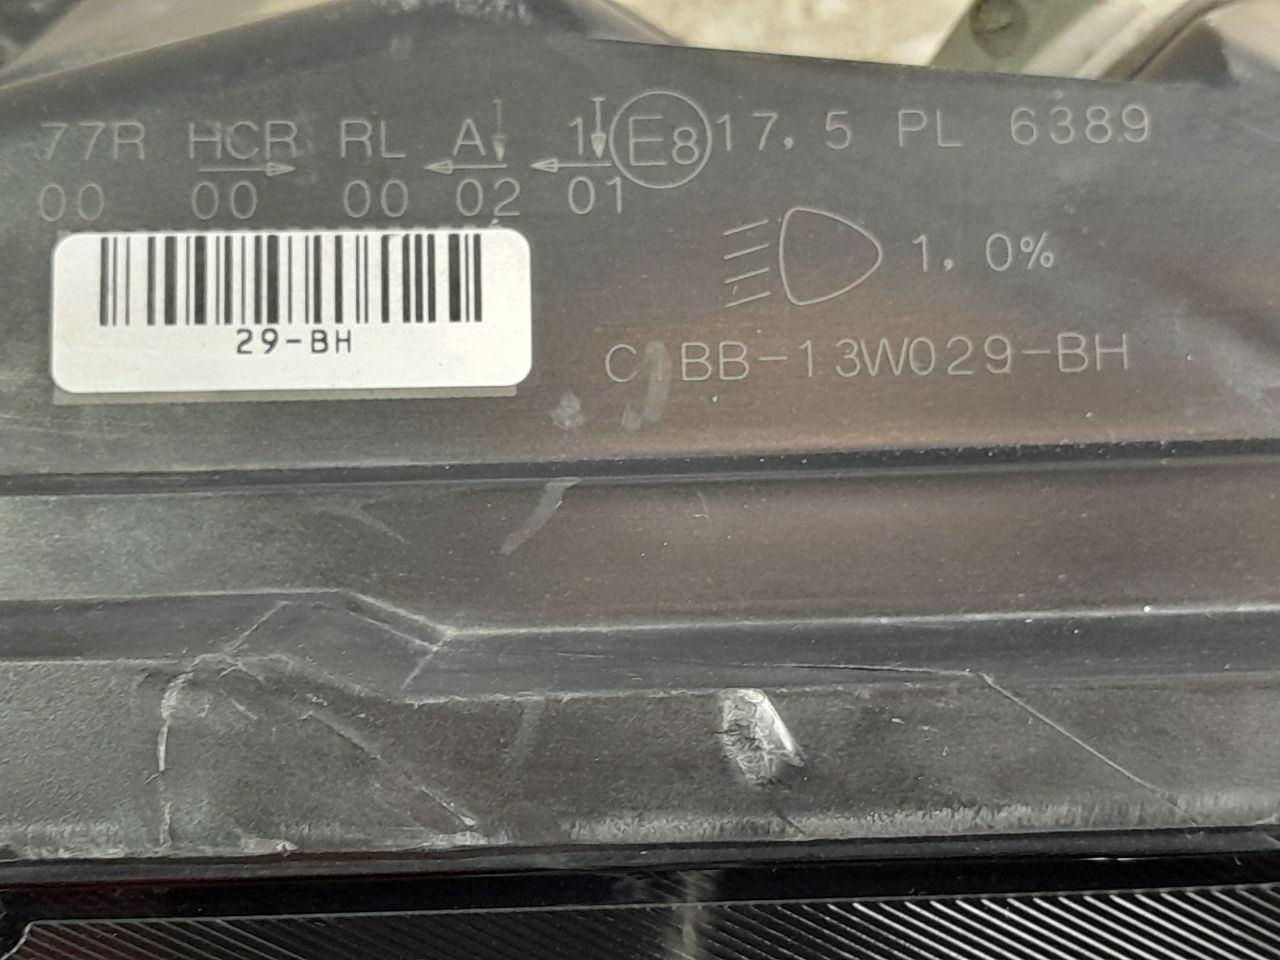 77R HCR RL A 1 E8 17.5 PL 6389
00 00 00 02 01
1.0%
29-BH
C1BB-13W029-BH